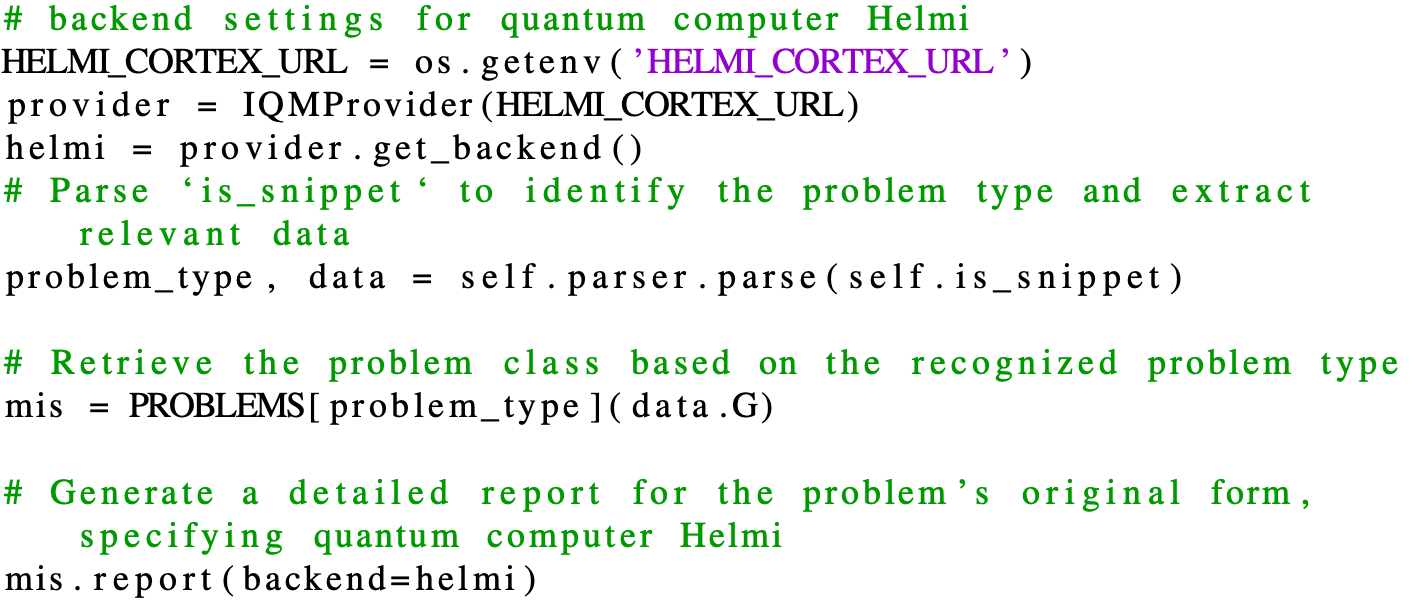 # backend settings for quantum computer Helmi
HELMI_CORTEX_URL = os.getenv('HELMI_CORTEX_URL')
provider = IQMProvider(HELMI_CORTEX_URL)
helmi = provider.get_backend()
# Parse ‘is_snippet‘ to identify the problem type and extract
    relevant data
problem_type, data = self.parser.parse(self.is_snippet)

# Retrieve the problem class based on the recognized problem type
mis = PROBLEMS[problem_type](data.G)

# Generate a detailed report for the problem's original form,
    specifying quantum computer Helmi
mis.report(backend=helmi)